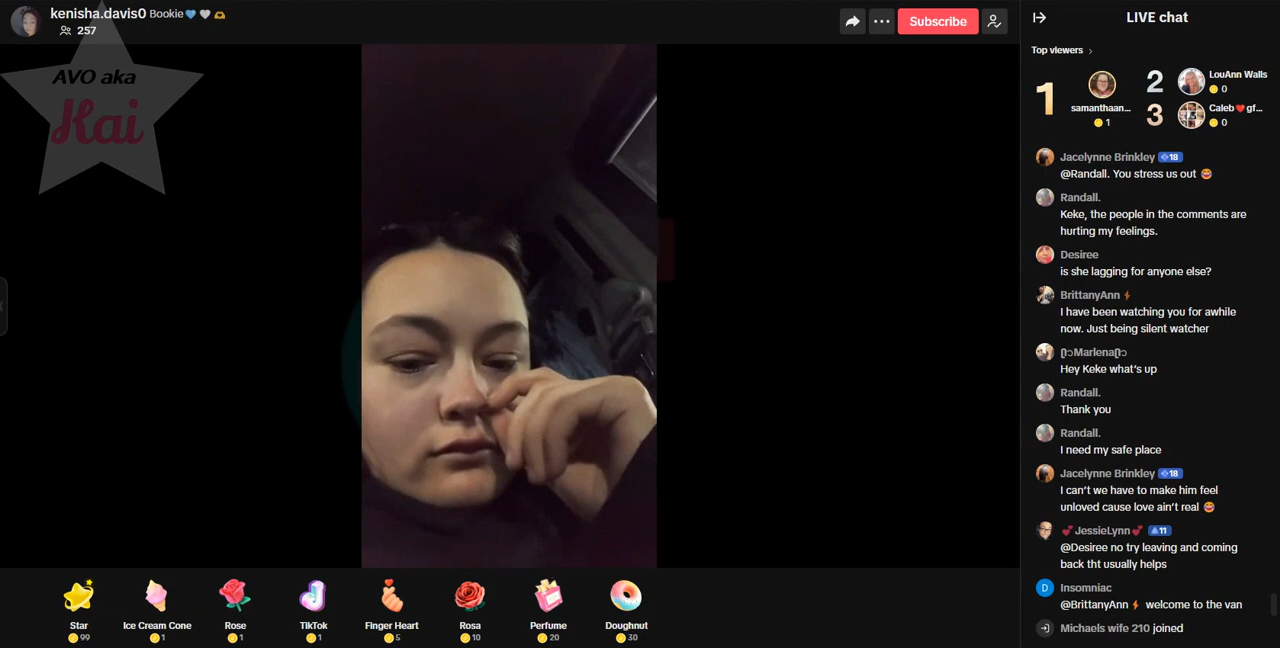 kenisha.davis0 Bookie💙🤍🫶
257
AVO aka
Kai
Subscribe
LIVE chat
Top viewers >
1
samanthaan...
1
2
LouAnn Walls
0
3
Caleb❤️gf...
0
Jacelynne Brinkley 18
@Randall. You stress us out 😂
Randall.
Keke, the people in the comments are
hurting my feelings.
Desiree
is she lagging for anyone else?
BrittanyAnn⚡
I have been watching you for awhile
now. Just being silent watcher
Marlena
Hey Keke what's up
Randall.
Thank you
Randall.
I need my safe place
Jacelynne Brinkley 18
I can't we have to make him feel
unloved cause love ain't real 😂
💕JessieLynn💕 11
@Desiree no try leaving and coming
back tht usually helps
D
Insomniac
@BrittanyAnn⚡ welcome to the van
Michaels wife 210 joined
Star
99
Ice Cream Cone
1
Rose
1
TikTok
1
Finger Heart
5
Rosa
10
Perfume
20
Doughnut
30